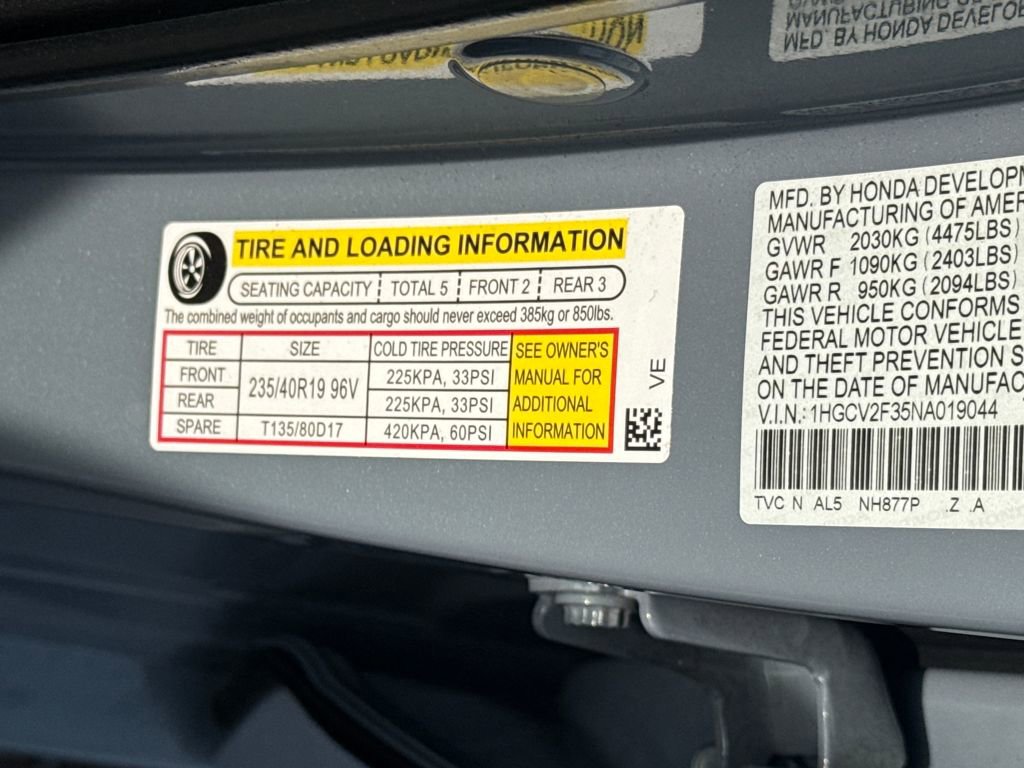 TIRE AND LOADING INFORMATION
SEATING CAPACITY TOTAL 5 FRONT 2 REAR 3
The combined weight of occupants and cargo should never exceed 385kg or 850lbs.
TIRE SIZE COLD TIRE PRESSURE SEE OWNER'S
FRONT 235/40R19 96V 225KPA, 33PSI MANUAL FOR
REAR 225KPA, 33PSI ADDITIONAL
SPARE T135/80D17 420KPA, 60PSI INFORMATION
VE
MFD. BY HONDA DEVELOPM
MANUFACTURING OF AMER
GVWR 2030KG (4475LBS)
GAWR F 1090KG (2403LBS)
GAWR R 950KG (2094LBS)
THIS VEHICLE CONFORMS
FEDERAL MOTOR VEHICLE
AND THEFT PREVENTION S
ON THE DATE OF MANUFAC
V.I.N.: 1HGCV2F35NA019044
TVC N AL5 NH877P .Z .A